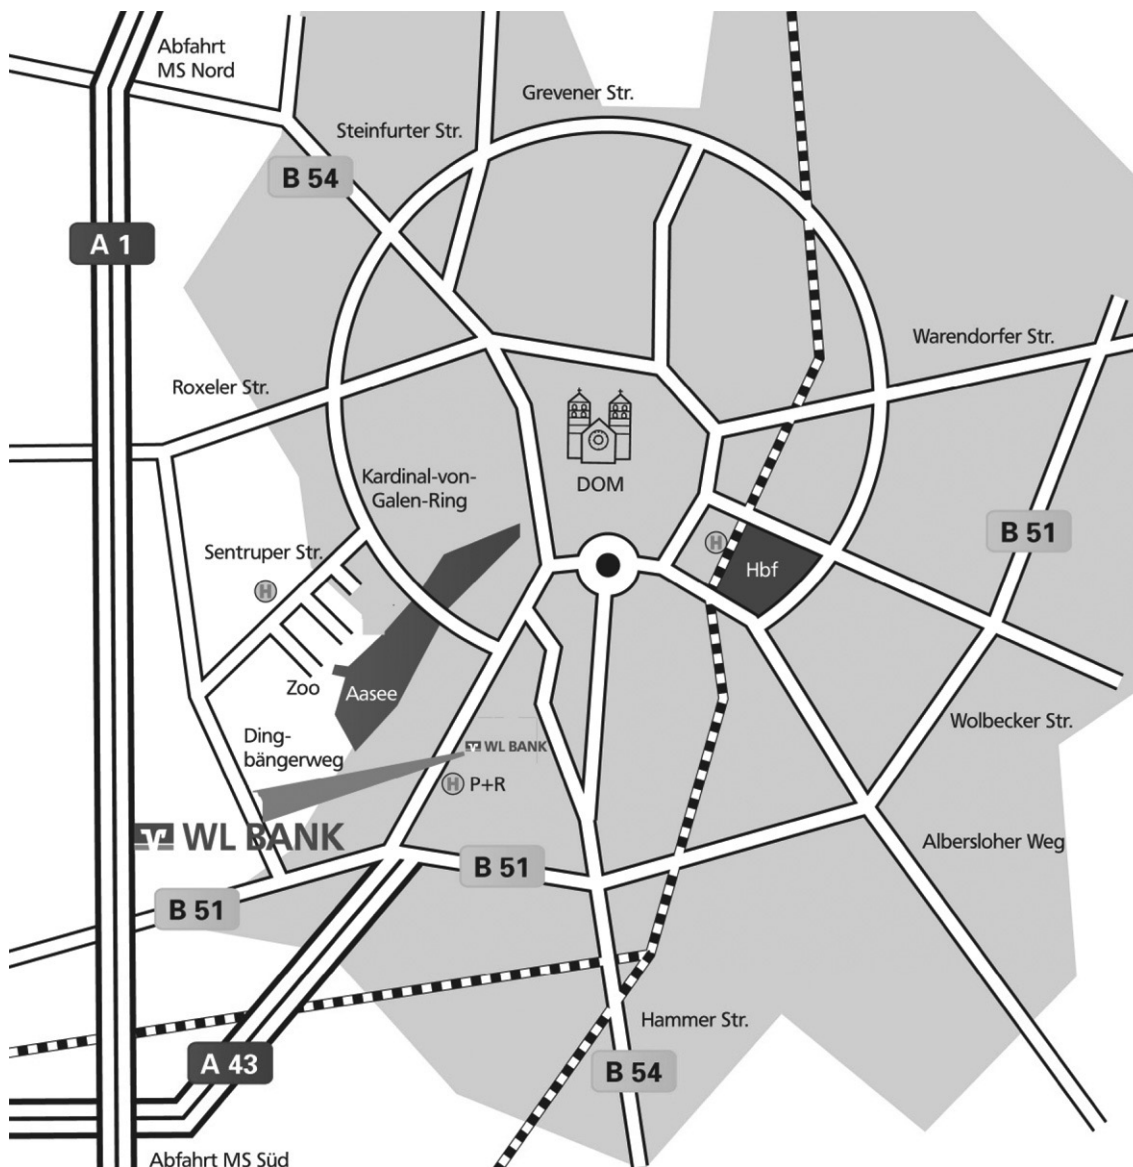 Abfahrt
MS Nord
Grevener Str.
Steinfurter Str.
B 54
A 1
Warendorfer Str.
Roxeler Str.
Kardinal-von-
Galen-Ring
DOM
Sentruper Str.
H
H
Hbf
B 51
Zoo
Aasee
Wolbecker Str.
Ding-
bängerweg
WL BANK
H P+R
WL BANK
Albersloher Weg
B 51
B 51
Hammer Str.
A 43
B 54
Abfahrt MS Süd